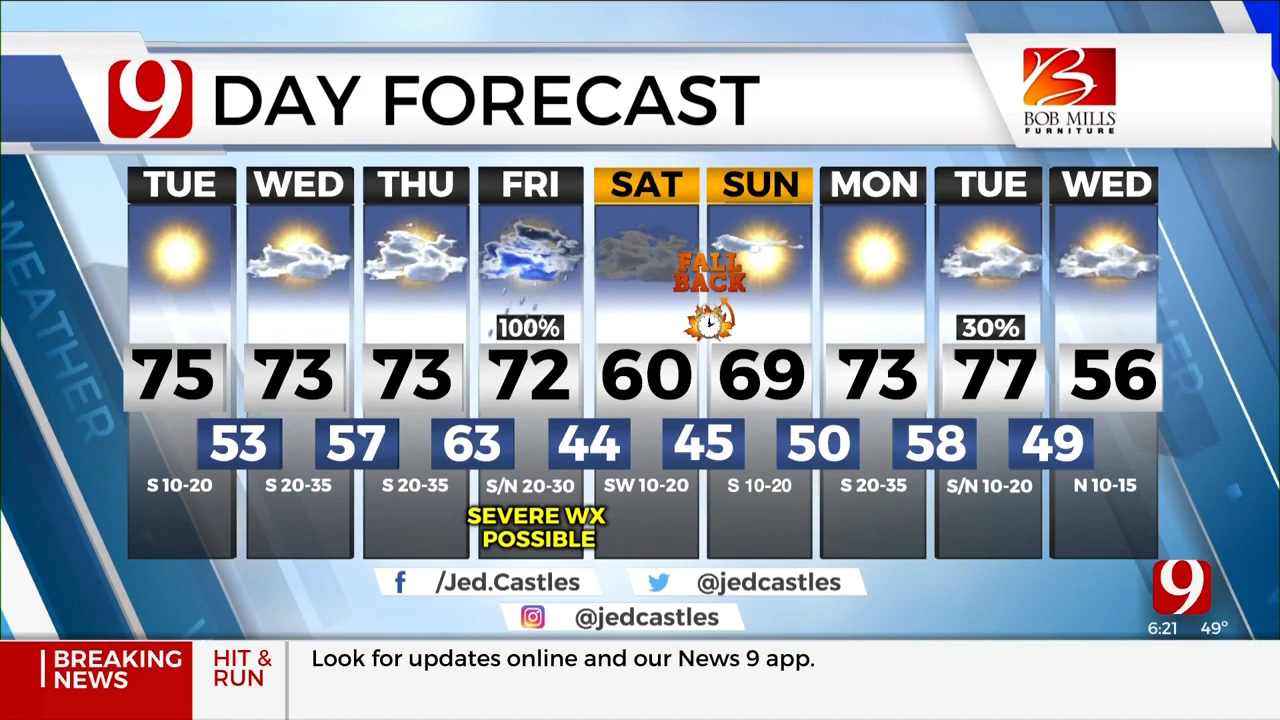 9 DAY FORECAST
BOB MILLS
FURNITURE
TUE WED THU FRI SAT SUN MON TUE WED
FALL
BACK
100% 30%
75 73 73 72 60 69 73 77 56
53 57 63 44 45 50 58 49
S 10-20 S 20-35 S 20-35 S/N 20-30 SW 10-20 S 10-20 S 20-35 S/N 10-20 N 10-15
SEVERE WX
POSSIBLE
/Jed.Castles @jedcastles
@jedcastles
9
6:21 49°
BREAKING
NEWS
HIT &
RUN
Look for updates online and our News 9 app.
WEATHER